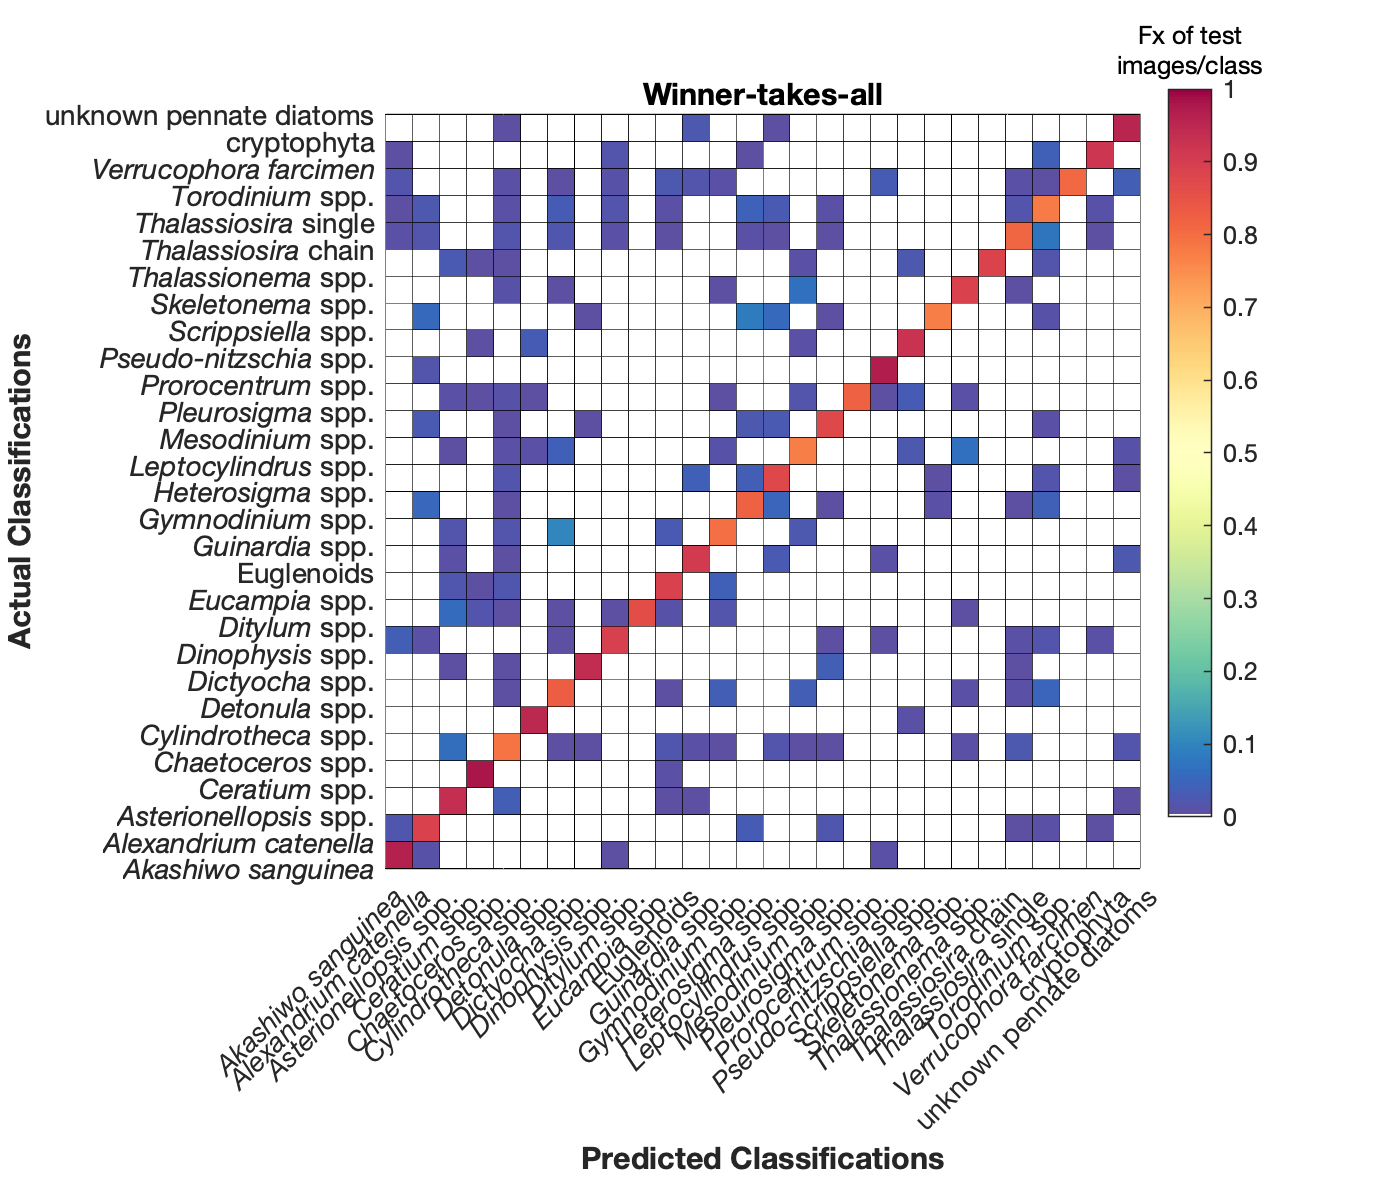 Fx of test
images/class
Winner-takes-all
1
0.9
0.8
0.7
0.6
0.5
0.4
0.3
0.2
0.1
0
Actual Classifications
unknown pennate diatoms
cryptophyta
Verrucophora farcimen
Torodinium spp.
Thalassiosira single
Thalassiosira chain
Thalassionema spp.
Skeletonema spp.
Scrippsiella spp.
Pseudo-nitzschia spp.
Prorocentrum spp.
Pleurosigma spp.
Mesodinium spp.
Leptocylindrus spp.
Heterosigma spp.
Gymnodinium spp.
Guinardia spp.
Euglenoids
Eucampia spp.
Ditylum spp.
Dinophysis spp.
Dictyocha spp.
Detonula spp.
Cylindrotheca spp.
Chaetoceros spp.
Ceratium spp.
Asterionellopsis spp.
Alexandrium catenella
Akashiwo sanguinea
Akashiwo sanguinea
Alexandrium catenella
Asterionellopsis spp.
Ceratium spp.
Chaetoceros spp.
Cylindrotheca spp.
Detonula spp.
Dictyocha spp.
Dinophysis spp.
Ditylum spp.
Eucampia spp.
Euglenoids
Guinardia spp.
Gymnodinium spp.
Heterosigma spp.
Leptocylindrus spp.
Mesodinium spp.
Pleurosigma spp.
Prorocentrum spp.
Pseudo-nitzschia spp.
Scrippsiella spp.
Skeletonema spp.
Thalassionema spp.
Thalassiosira chain
Thalassiosira single
Torodinium spp.
Verrucophora farcimen
cryptophyta
unknown pennate diatoms
Predicted Classifications